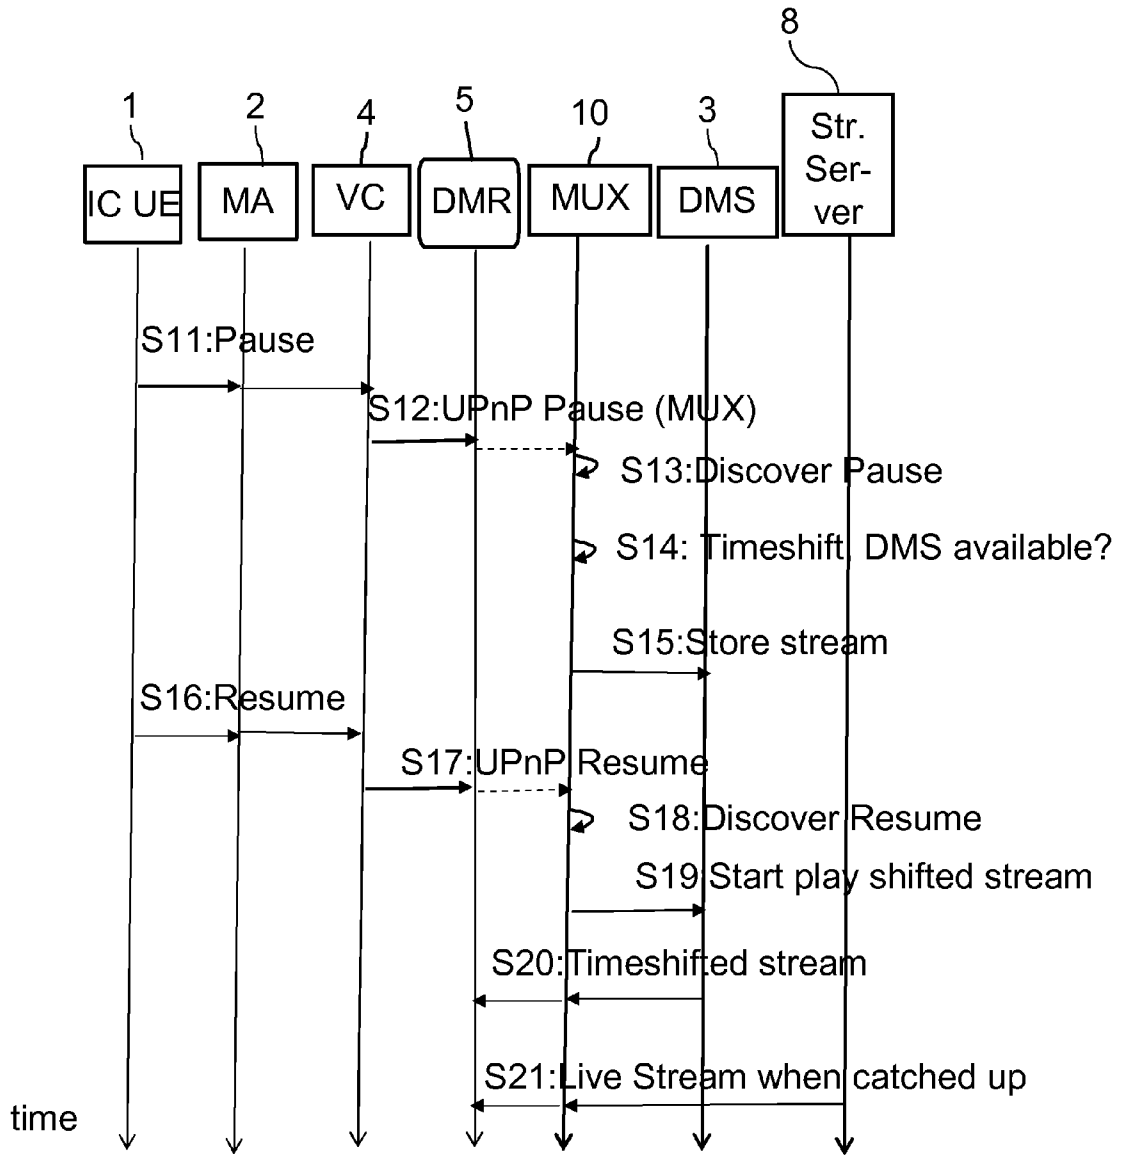 8
1
2
4
5
10
3
Str.
Ser-
ver
IC UE
MA
VC
DMR
MUX
DMS
S11:Pause
S12:UPnP Pause (MUX)
S13:Discover Pause
S14: Timeshift, DMS available?
S15:Store stream
S16:Resume
S17:UPnP Resume
S18:Discover Resume
S19:Start play shifted stream
S20:Timeshifted stream
S21:Live Stream when catched up
time